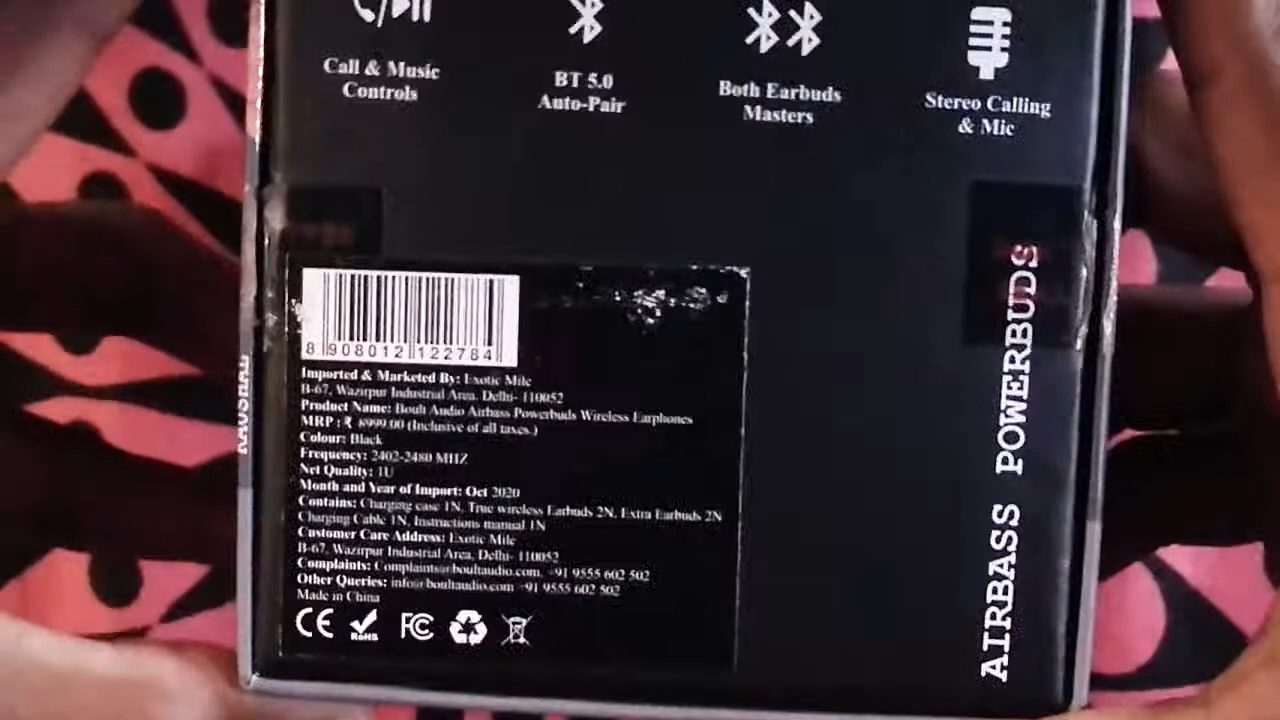 Call & Music
Controls
BT 5.0
Auto-Pair
Both Earbuds
Masters
Stereo Calling
& Mic
8 908012 122784
Imported & Marketed By: Exotic Mile
B-67, Wazirpur Industrial Area, Delhi- 110052
Product Name: Boult Audio Airbass Powerbuds Wireless Earphones
MRP : ₹ 8999.00 (Inclusive of all taxes.)
Colour: Black
Frequency: 2402-2480 MHZ
Net Quality: 1U
Month and Year of Import: Oct 2020
Contains: Charging case 1N, True wireless Earbuds 2N, Extra Earbuds 2N
Charging Cable 1N, Instructions manual 1N
Customer Care Address: Exotic Mile
B-67, Wazirpur Industrial Area, Delhi- 110052
Complaints: Complaints@boultaudio.com, +91 9555 602 502
Other Queries: info@boultaudio.com +91 9555 602 502
Made in China
CE RoHS FC
AIRBASS POWERBUDS